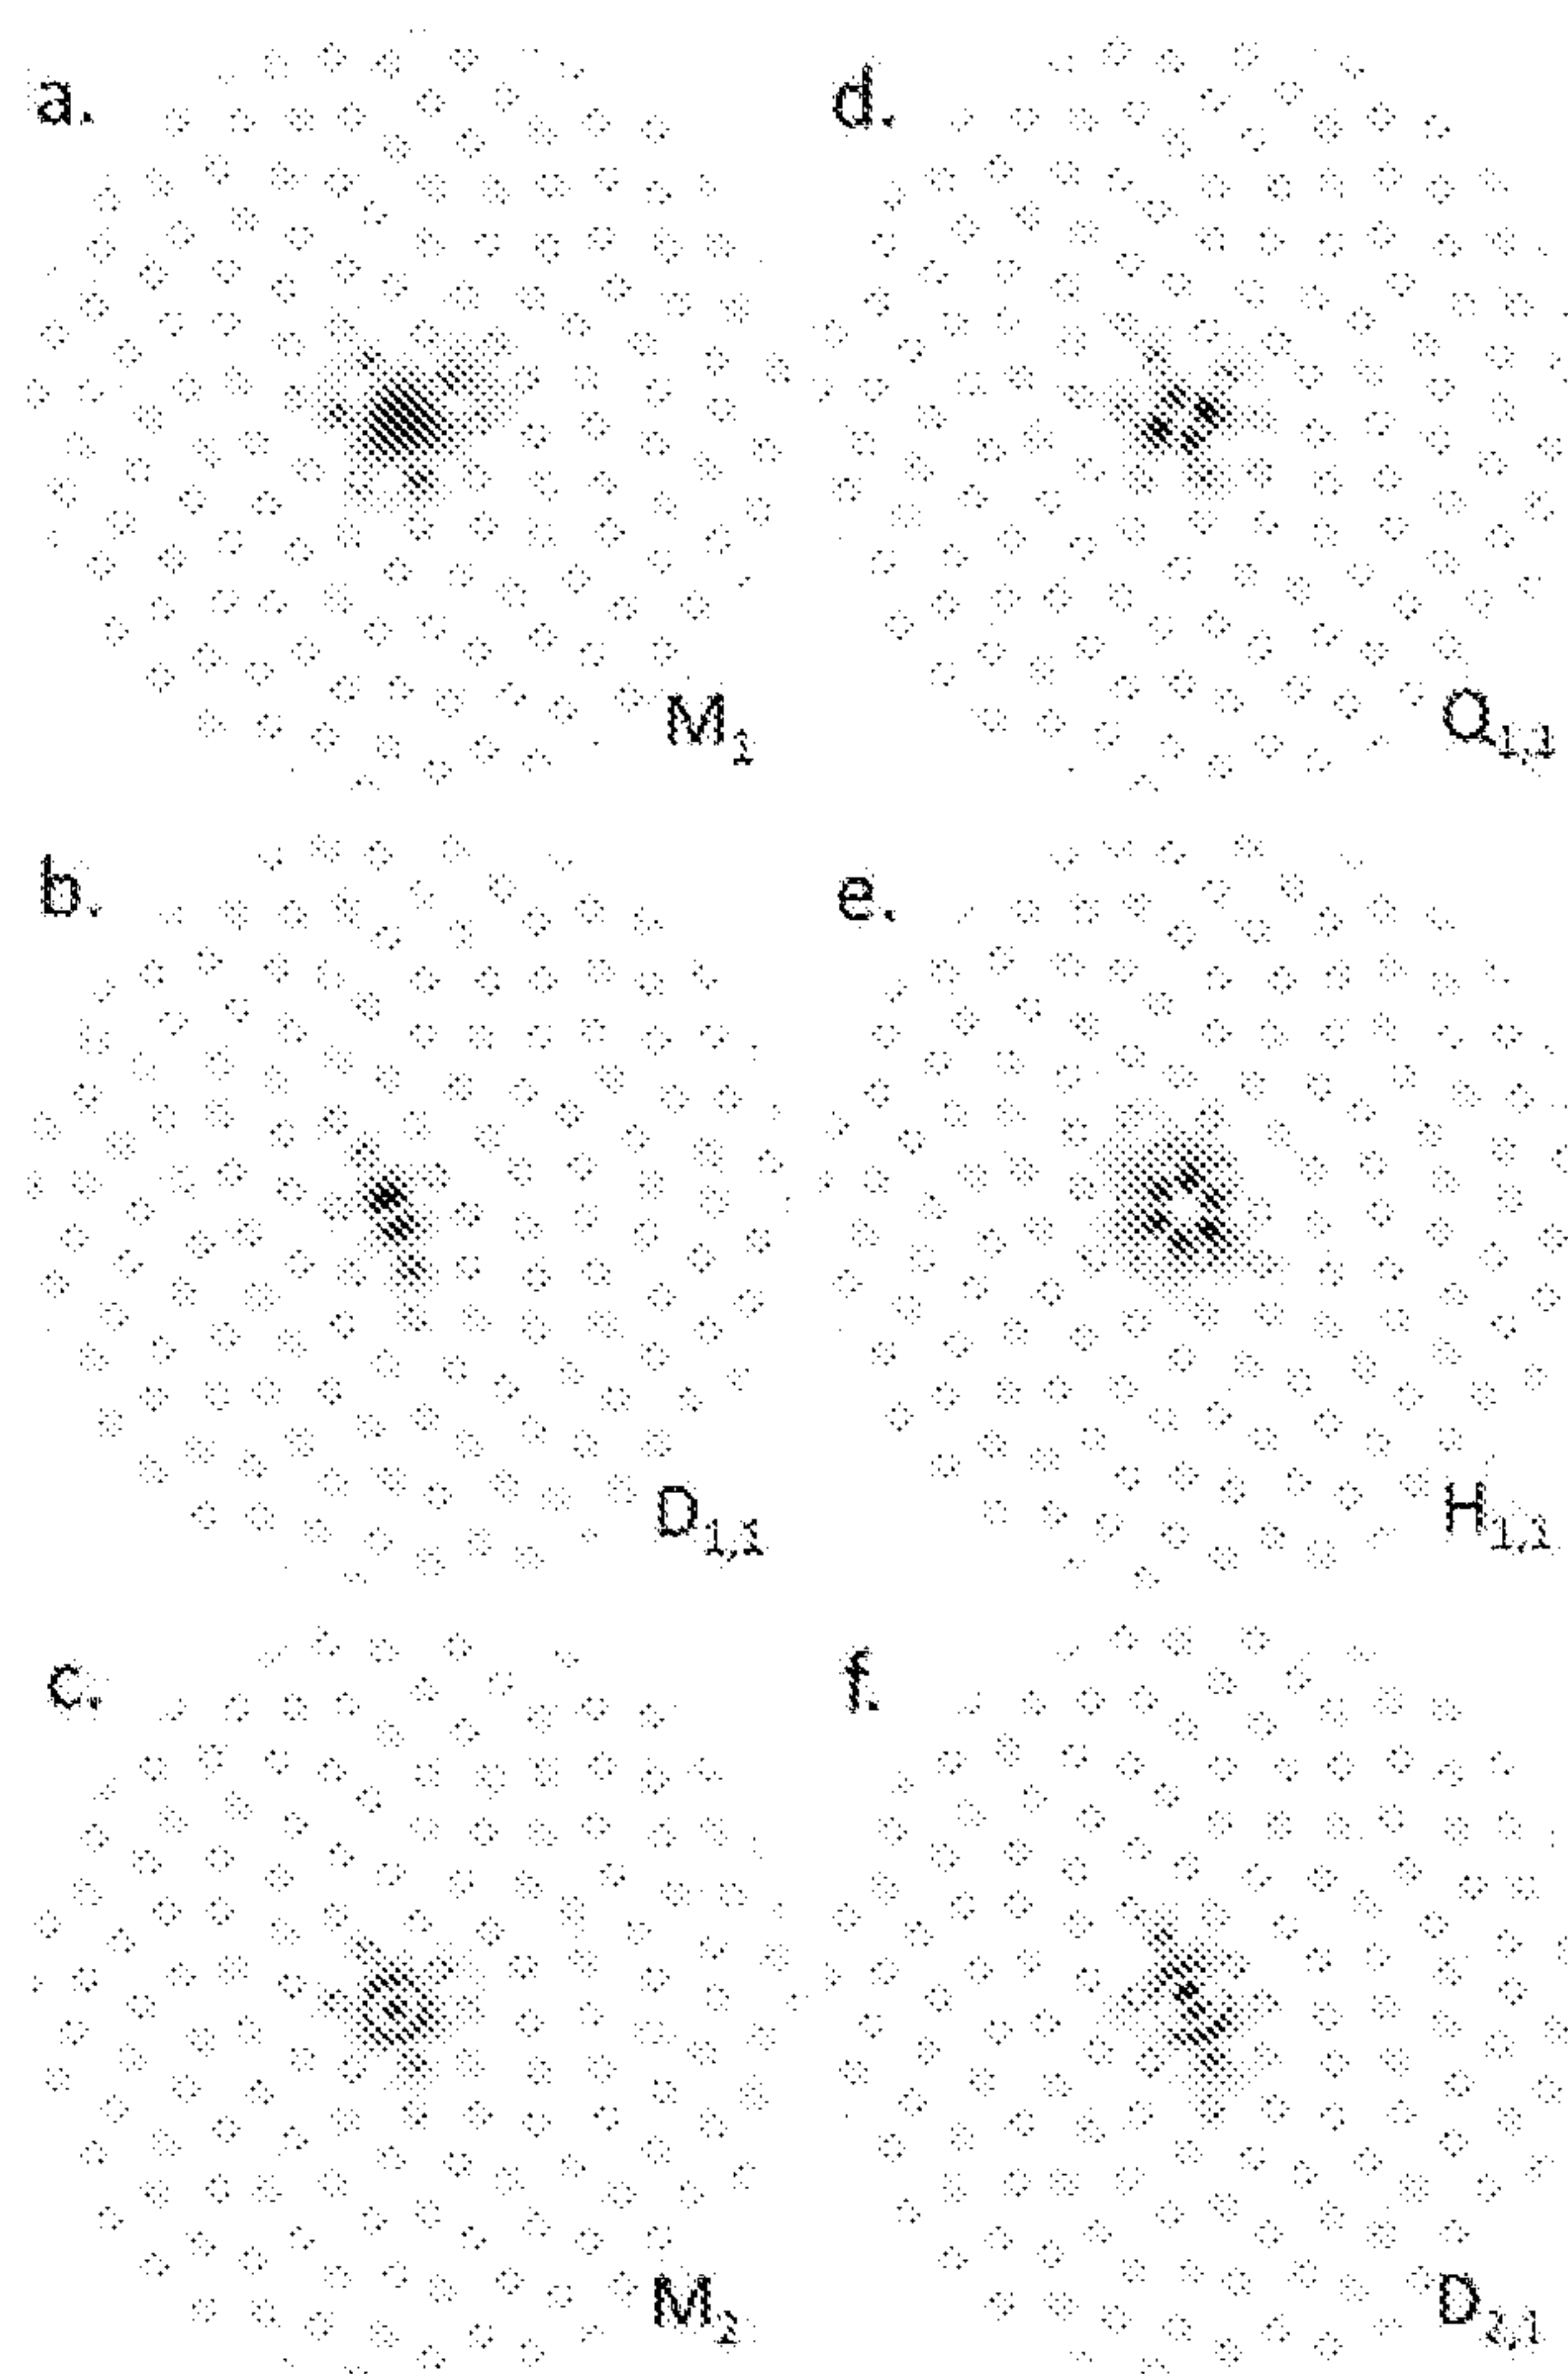 a.
d.
M₁
Q₁,₁
b.
e.
D₁,₁
H₁,₁
c.
f.
M₂
D₂,₁